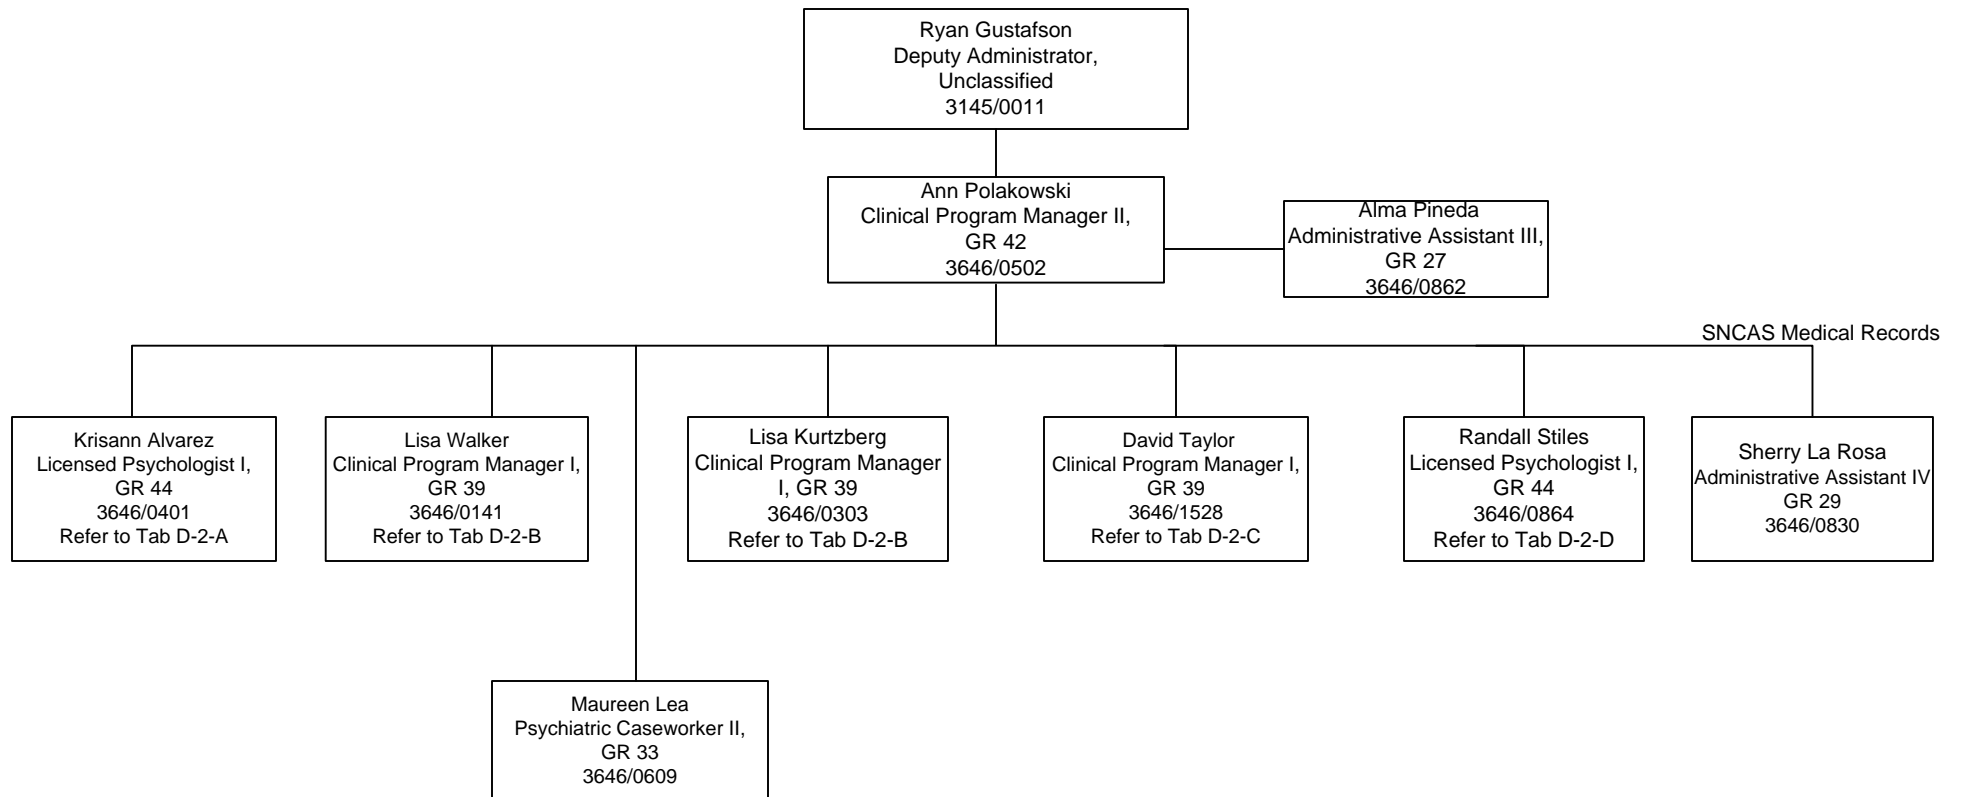 Ryan Gustafson
Deputy Administrator,
Unclassified
3145/0011
Ann Polakowski
Clinical Program Manager II,
GR 42
3646/0502
Alma Pineda
Administrative Assistant III,
GR 27
3646/0862
SNCAS Medical Records
Krisann Alvarez
Licensed Psychologist I,
GR 44
3646/0401
Refer to Tab D-2-A
Lisa Walker
Clinical Program Manager I,
GR 39
3646/0141
Refer to Tab D-2-B
Lisa Kurtzberg
Clinical Program Manager
I, GR 39
3646/0303
Refer to Tab D-2-B
David Taylor
Clinical Program Manager I,
GR 39
3646/1528
Refer to Tab D-2-C
Randall Stiles
Licensed Psychologist I,
GR 44
3646/0864
Refer to Tab D-2-D
Sherry La Rosa
Administrative Assistant IV
GR 29
3646/0830
Maureen Lea
Psychiatric Caseworker II,
GR 33
3646/0609